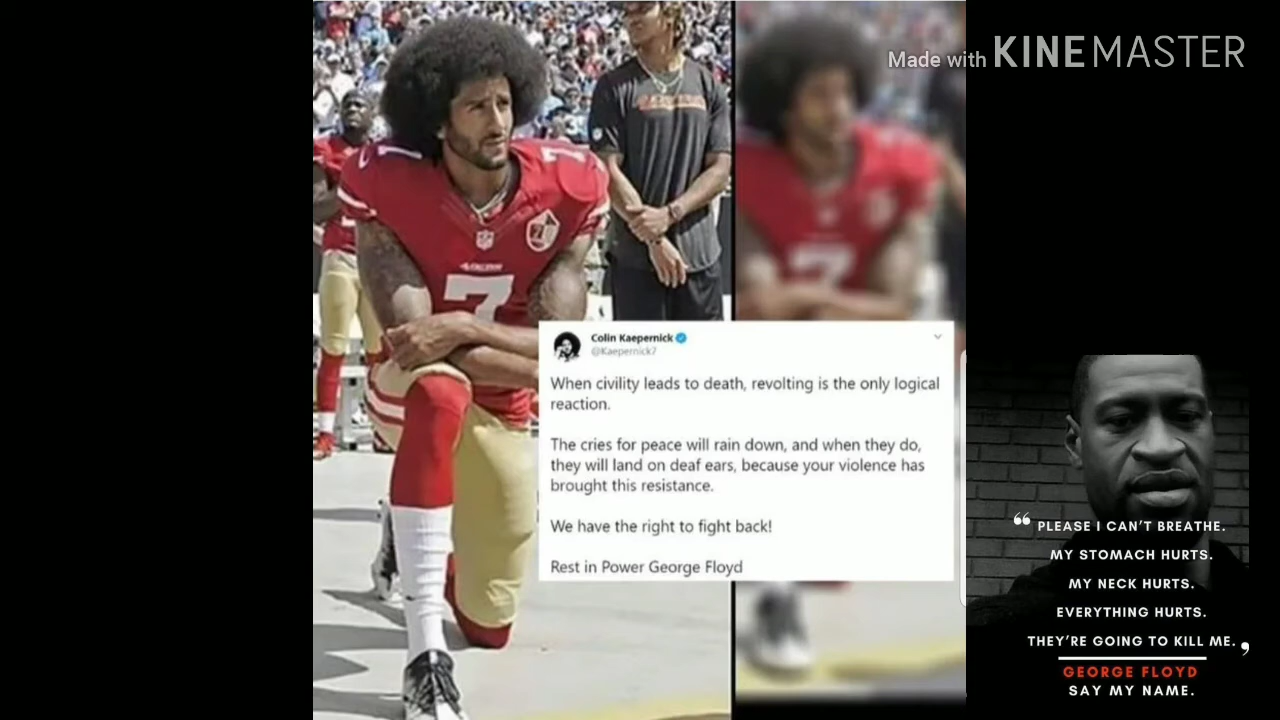 Made with KINEMASTER
7
7
Colin Kaepernick
@Kaepernick7
When civility leads to death, revolting is the only logical
reaction.
The cries for peace will rain down, and when they do,
they will land on deaf ears, because your violence has
brought this resistance.
We have the right to fight back!
Rest in Power George Floyd
“ PLEASE I CAN’T BREATHE.
MY STOMACH HURTS.
MY NECK HURTS.
EVERYTHING HURTS.
THEY’RE GOING TO KILL ME. ’
GEORGE FLOYD
SAY MY NAME.